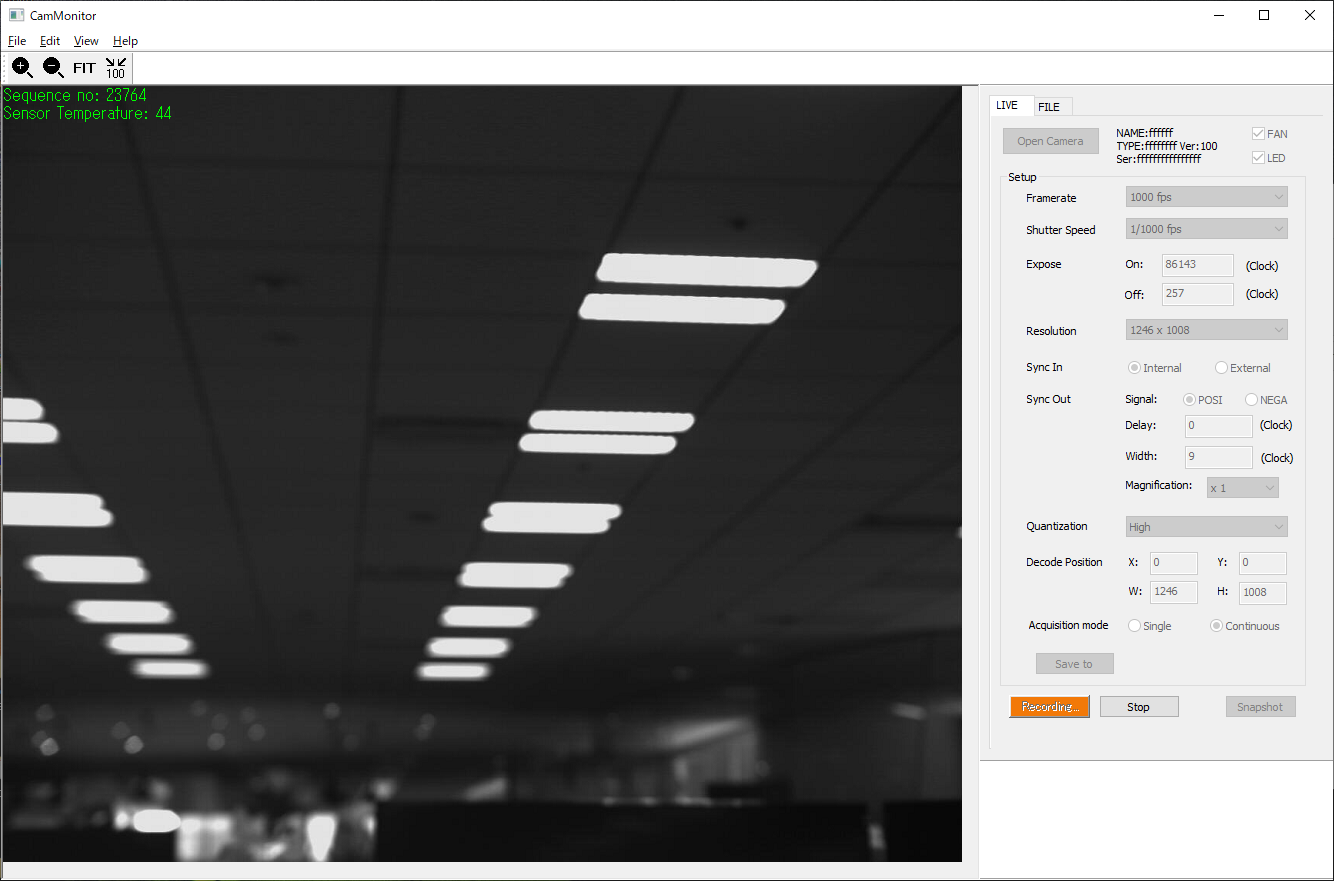 CamMonitor
File Edit View Help
FIT 100
Sequence no: 23764
Sensor Temperature: 44
LIVE FILE
Open Camera
NAME:ffffff
TYPE:ffffffff Ver:100
Ser:ffffffffffffffff
FAN
LED
Setup
Framerate 1000 fps
Shutter Speed 1/1000 fps
Expose On: 86143 (Clock)
Off: 257 (Clock)
Resolution 1246 x 1008
Sync In Internal External
Sync Out Signal: POSI NEGA
Delay: 0 (Clock)
Width: 9 (Clock)
Magnification: x 1
Quantization High
Decode Position X: 0 Y: 0
W: 1246 H: 1008
Acquisition mode Single Continuous
Save to
Recording... Stop Snapshot